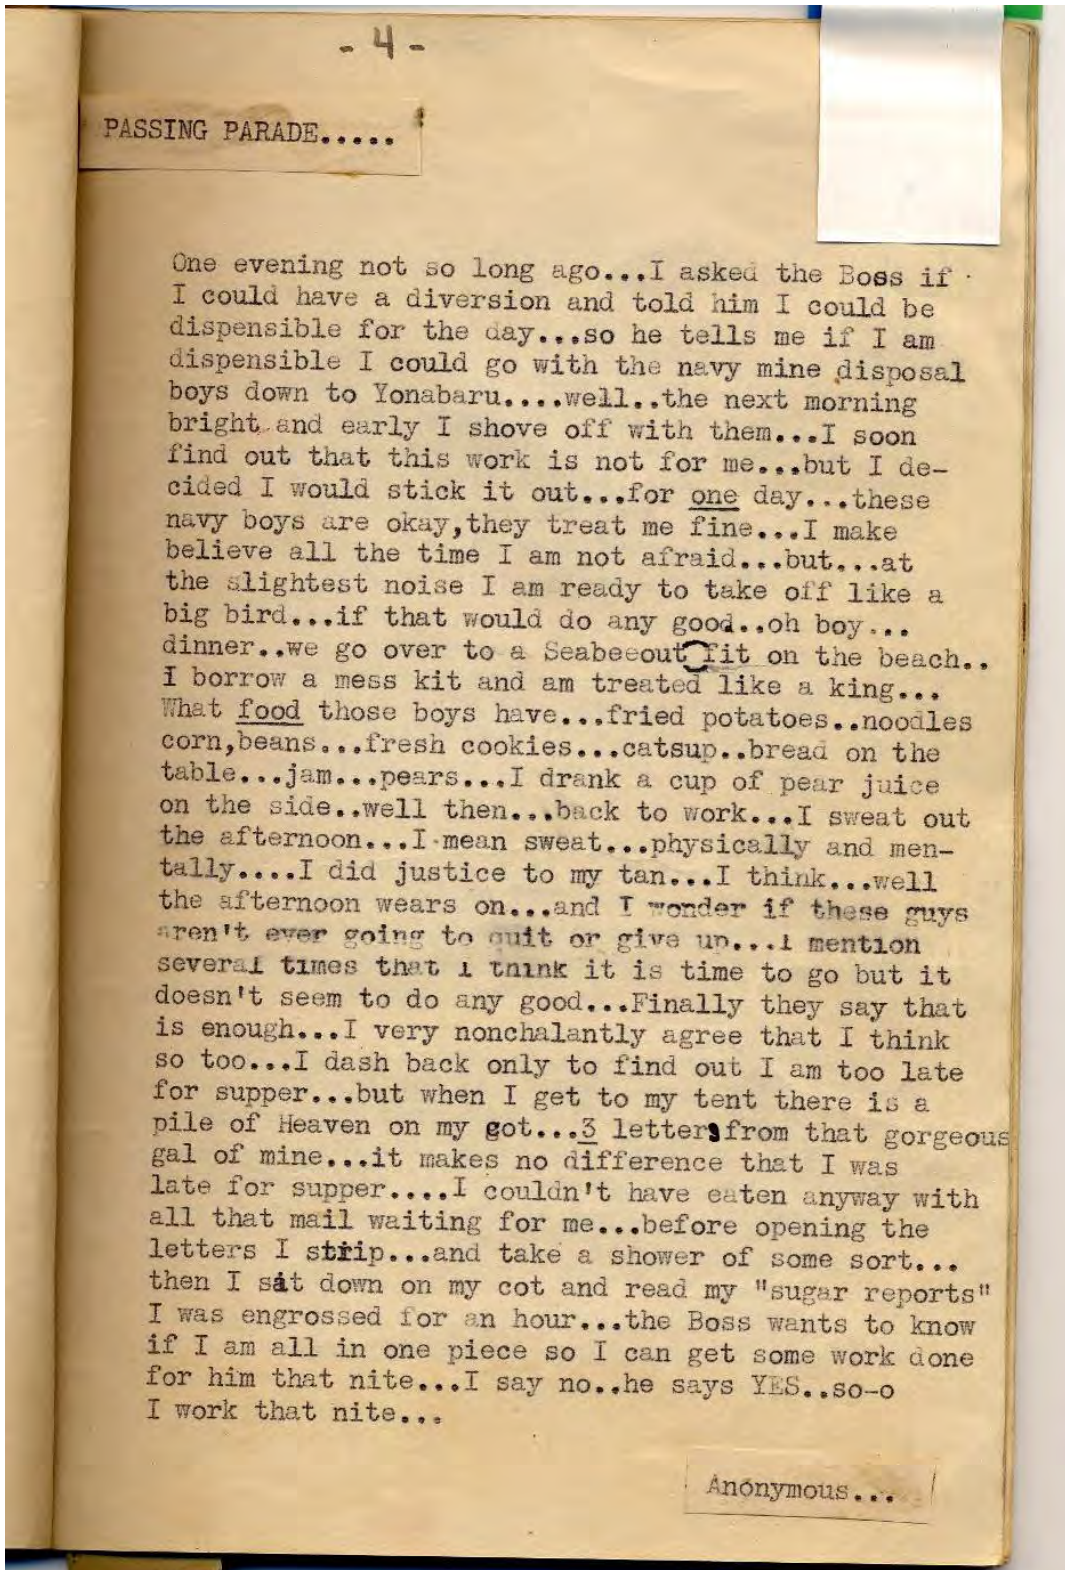 - 4 -
PASSING PARADE.....
One evening not so long ago...I asked the Boss if
I could have a diversion and told him I could be
dispensible for the day...so he tells me if I am
dispensible I could go with the navy mine disposal
boys down to Yonabaru....well..the next morning
bright and early I shove off with them...I soon
find out that this work is not for me...but I de-
cided I would stick it out...for one day...these
navy boys are okay,they treat me fine...I make
believe all the time I am not afraid...but...at
the slightest noise I am ready to take off like a
big bird...if that would do any good..oh boy...
dinner..we go over to a Seabeeout fit on the beach..
I borrow a mess kit and am treated like a king...
What food those boys have...fried potatoes..noodles
corn,beans...fresh cookies...catsup..bread on the
table...jam...pears...I drank a cup of pear juice
on the side..well then...back to work...I sweat out
the afternoon...I mean sweat...physically and men-
tally....I did justice to my tan...I think...well
the afternoon wears on...and I wonder if these guys
aren't ever going to quit or give up...I mention
several times that I think it is time to go but it
doesn't seem to do any good...Finally they say that
is enough...I very nonchalantly agree that I think
so too...I dash back only to find out I am too late
for supper...but when I get to my tent there is a
pile of Heaven on my got...3 letters from that gorgeous
gal of mine...it makes no difference that I was
late for supper....I couldn't have eaten anyway with
all that mail waiting for me...before opening the
letters I strip...and take a shower of some sort...
then I sit down on my cot and read my "sugar reports"
I was engrossed for an hour...the Boss wants to know
if I am all in one piece so I can get some work done
for him that nite...I say no..he says YES..so-o
I work that nite...
Anonymous...